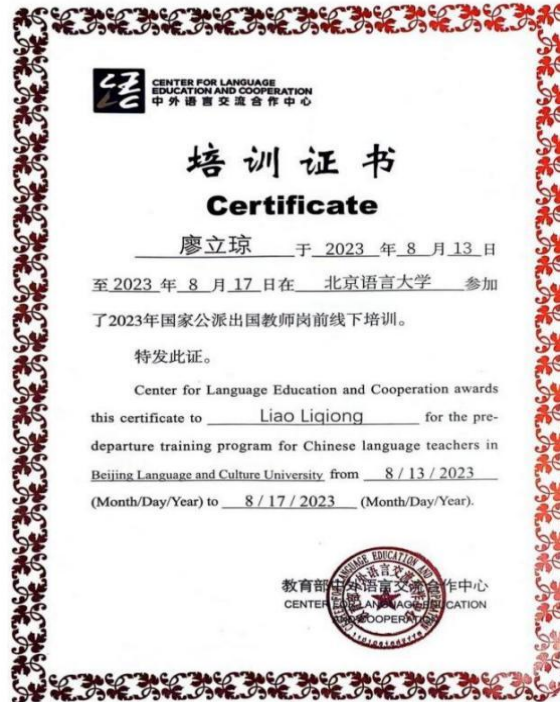 CENTER FOR LANGUAGE
EDUCATION AND COOPERATION
中外语言交流合作中心
培训证书
Certificate
廖立琼 于 2023 年 8 月 13 日
至 2023 年 8 月 17 日在 北京语言大学 参加
了2023年国家公派出国教师岗前线下培训。
特发此证。
Center for Language Education and Cooperation awards
this certificate to Liao Liqiong for the pre-
departure training program for Chinese language teachers in
Beijing Language and Culture University from 8 / 13 / 2023
(Month/Day/Year) to 8 / 17 / 2023 (Month/Day/Year).
教育部中外语言交流合作中心
CENTER FOR LANGUAGE EDUCATION
AND COOPERATION